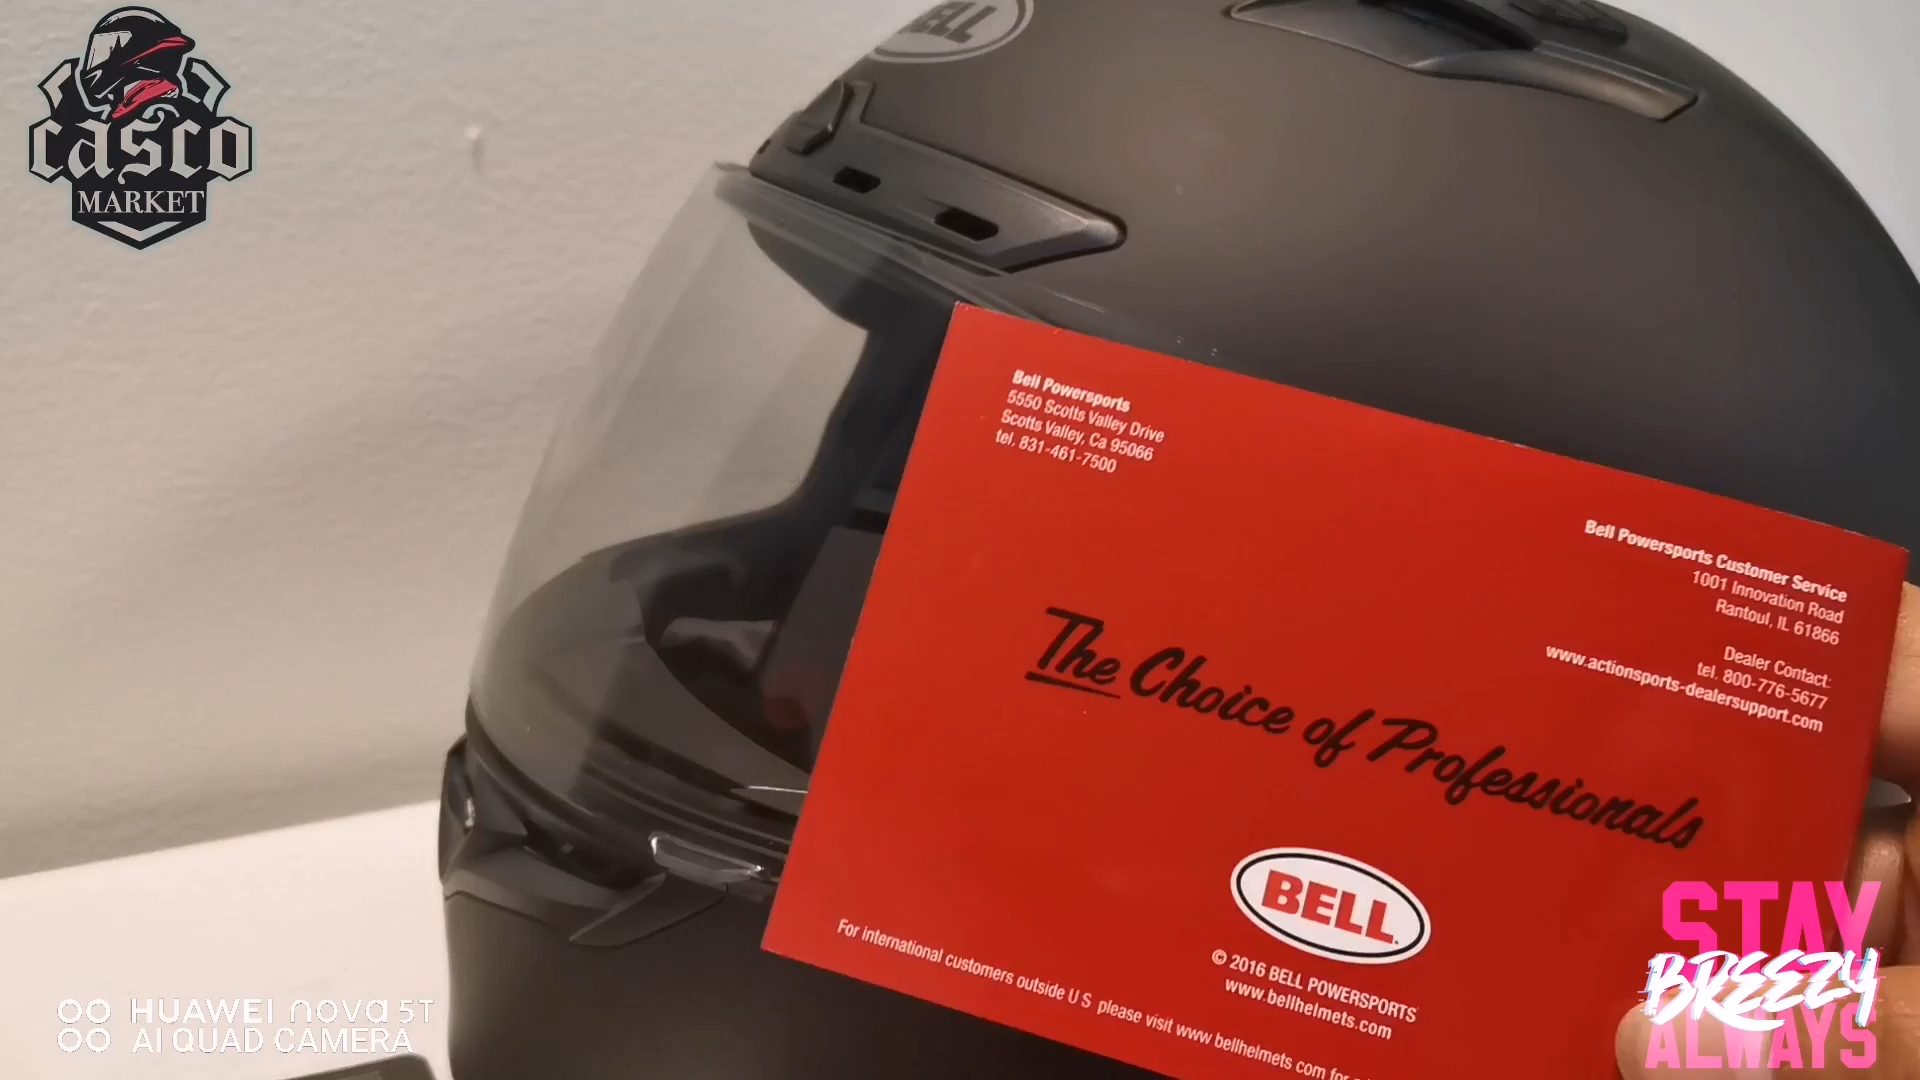 casco
MARKET
BELL
Bell Powersports
5550 Scotts Valley Drive
Scotts Valley, Ca 95066
tel. 831-461-7500
Bell Powersports Customer Service
1001 Innovation Road
Rantoul, IL 61866
Dealer Contact:
tel. 800-776-5677
www.actionsports-dealersupport.com
The Choice of Professionals
BELL
© 2016 BELL POWERSPORTS
www.bellhelmets.com
For international customers outside U S please visit www bellhelmets com for
HUAWEI nova 5T
AI QUAD CAMERA
STAY
BREEZY
ALWAYS